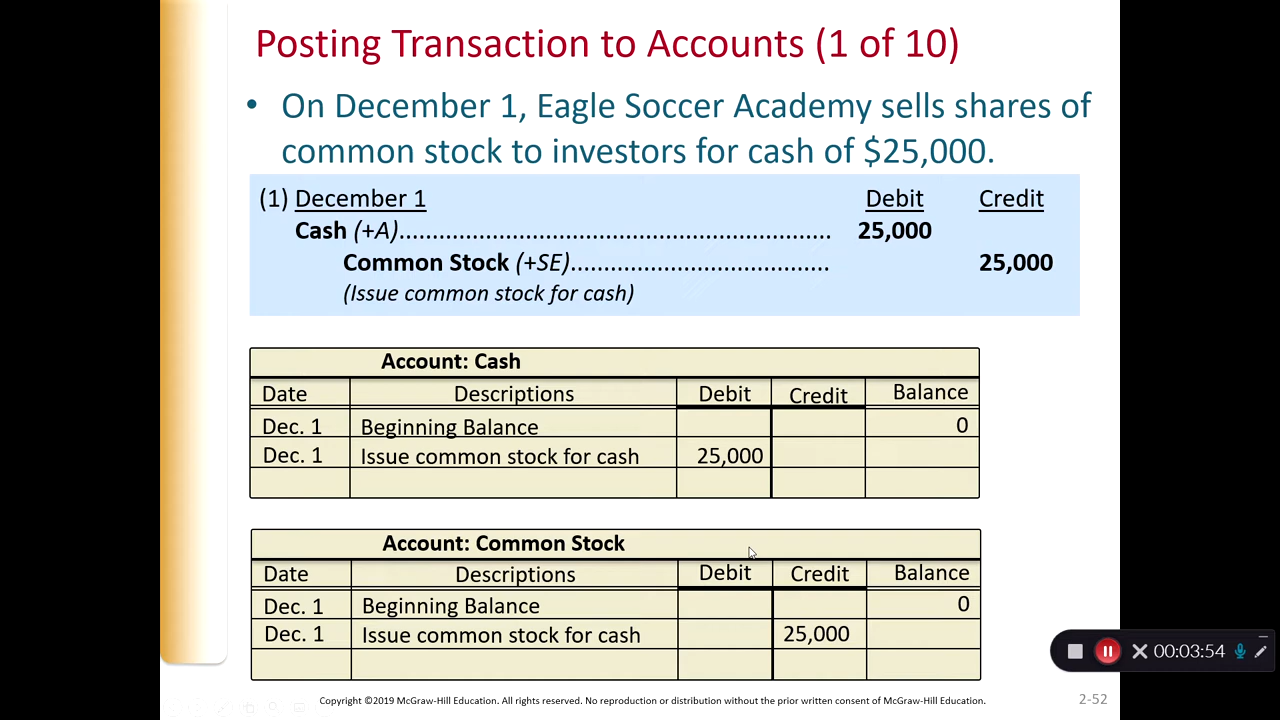 Posting Transaction to Accounts (1 of 10)
• On December 1, Eagle Soccer Academy sells shares of
common stock to investors for cash of $25,000.
(1) December 1 Debit Credit
Cash (+A)................................................................. 25,000
Common Stock (+SE)....................................... 25,000
(Issue common stock for cash)
Account: Cash
Date Descriptions Debit Credit Balance
Dec. 1 Beginning Balance 0
Dec. 1 Issue common stock for cash 25,000
Account: Common Stock
Date Descriptions Debit Credit Balance
Dec. 1 Beginning Balance 0
Dec. 1 Issue common stock for cash 25,000
00:03:54
Copyright ©2019 McGraw-Hill Education. All rights reserved. No reproduction or distribution without the prior written consent of McGraw-Hill Education. 2-52